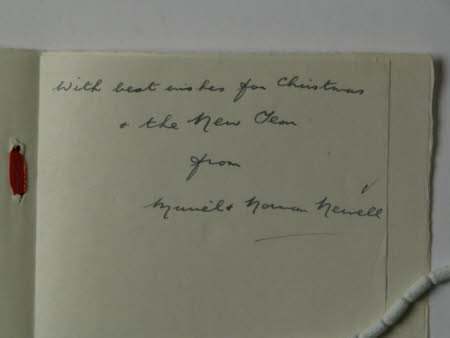 With best wishes for Christmas
& the New Year
from
Muriel & Norman Newell